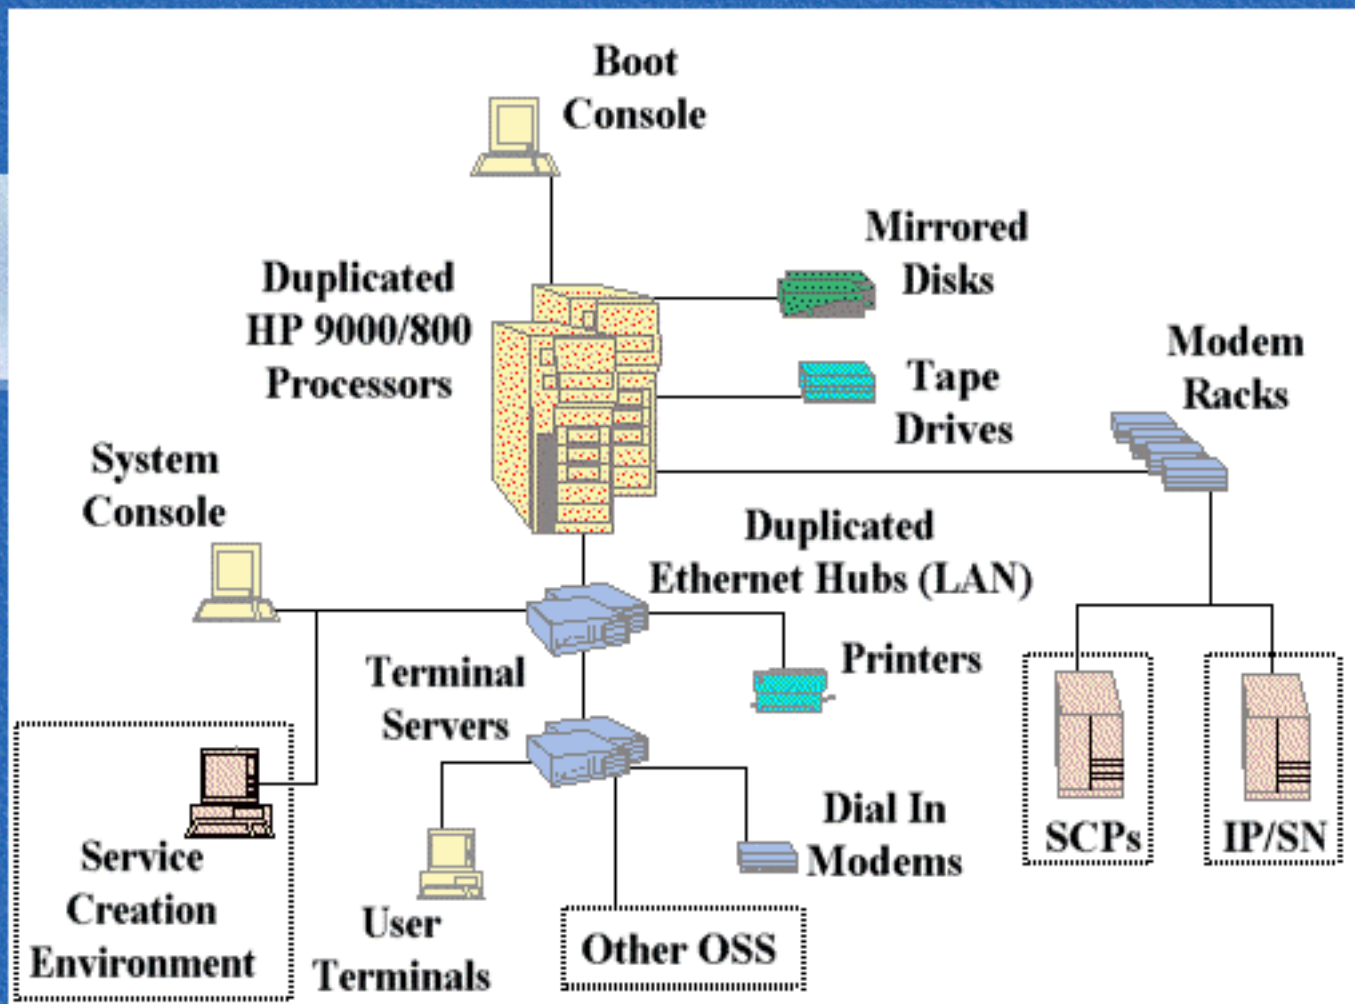 Boot
Console
Mirrored
Disks
Duplicated
HP 9000/800
Processors
Modem
Racks
Tape
Drives
System
Console
Duplicated
Ethernet Hubs (LAN)
Terminal
Servers
Printers
SCPs
IP/SN
Dial In
Modems
Service
Creation
Environment
User
Terminals
Other OSS